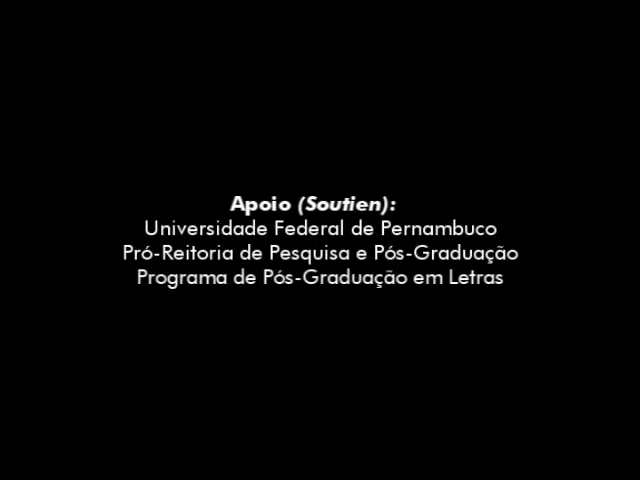 Apoio (Soutien):
Universidade Federal de Pernambuco
Pró-Reitoria de Pesquisa e Pós-Graduação
Programa de Pós-Graduação em Letras